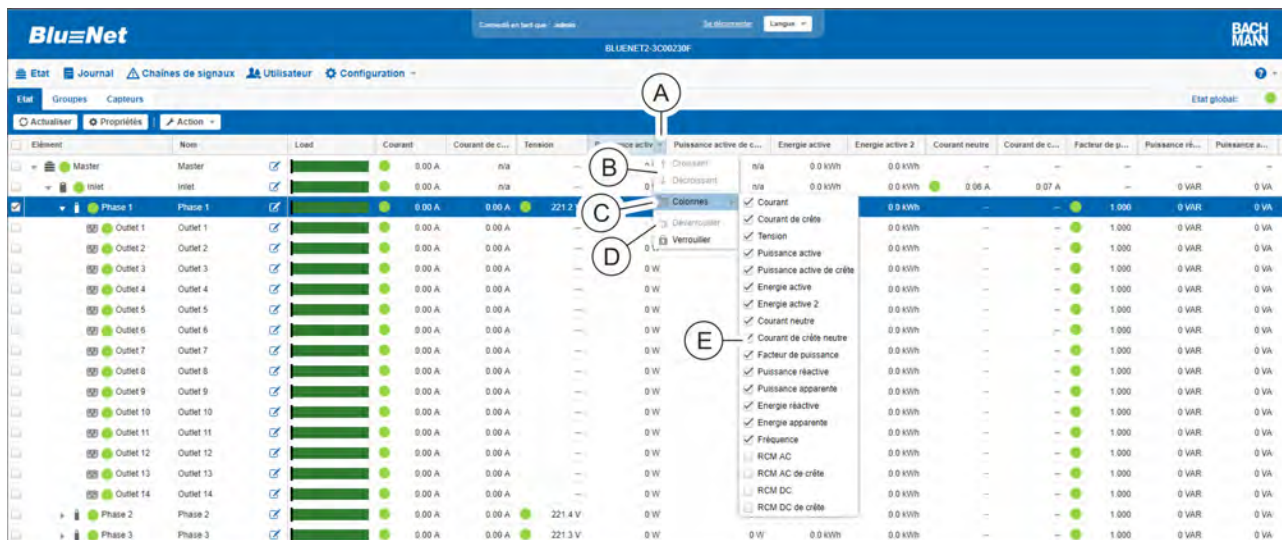 Connecté en tant que : admin Se déconnecter Langue
Blu≡Net BACHMANN
BLUENET2-3C00230F
Etat Journal Chaînes de signaux Utilisateur Configuration
Etat Groupes Capteurs Etat global:
A
Actualiser Propriétés Action
Elément Nom Load Courant Courant de c... Tension activ Puissance active de c... Energie active Energie active 2 Courant neutre Courant de c... Facteur de p... Puissance ré... Puissance a...
Master Master 0.00 A n/a -- n/a 0.0 kWh 0.0 kWh -- -- -- -- --
B Croissant
Décroissant
Inlet Inlet 0.00 A n/a -- n/a 0.0 kWh 0.0 kWh 0.06 A 0.07 A -- 0 VAR 0 VA
Phase 1 Phase 1 0.00 A 0.00 A 221.2 0.0 kWh -- -- 1.000 0 VAR 0 VA
C Colonnes
D Déverrouiller
Verrouiller
Courant
Courant de crête
Tension
Puissance active
Puissance active de crête
Energie active
Energie active 2
Courant neutre
E Courant de crête neutre
Facteur de puissance
Puissance réactive
Puissance apparente
Energie réactive
Energie apparente
Fréquence
RCM AC
RCM AC de crête
RCM DC
RCM DC de crête
Outlet 1 Outlet 1 0.00 A 0.00 A -- 0.0 kWh -- -- 1.000 0 VAR 0 VA
Outlet 2 Outlet 2 0.00 A 0.00 A -- 0.0 kWh -- -- 1.000 0 VAR 0 VA
Outlet 3 Outlet 3 0.00 A 0.00 A -- 0 W 0.0 kWh -- -- 1.000 0 VAR 0 VA
Outlet 4 Outlet 4 0.00 A 0.00 A -- 0 W 0.0 kWh -- -- 1.000 0 VAR 0 VA
Outlet 5 Outlet 5 0.00 A 0.00 A -- 0 W 0.0 kWh -- -- 1.000 0 VAR 0 VA
Outlet 6 Outlet 6 0.00 A 0.00 A -- 0 W 0.0 kWh -- -- 1.000 0 VAR 0 VA
Outlet 7 Outlet 7 0.00 A 0.00 A -- 0 W 0.0 kWh -- -- 1.000 0 VAR 0 VA
Outlet 8 Outlet 8 0.00 A 0.00 A -- 0 W 0.0 kWh -- -- 1.000 0 VAR 0 VA
Outlet 9 Outlet 9 0.00 A 0.00 A -- 0 W 0.0 kWh -- -- 1.000 0 VAR 0 VA
Outlet 10 Outlet 10 0.00 A 0.00 A -- 0 W 0.0 kWh -- -- 1.000 0 VAR 0 VA
Outlet 11 Outlet 11 0.00 A 0.00 A -- 0 W 0.0 kWh -- -- 1.000 0 VAR 0 VA
Outlet 12 Outlet 12 0.00 A 0.00 A -- 0 W 0.0 kWh -- -- 1.000 0 VAR 0 VA
Outlet 13 Outlet 13 0.00 A 0.00 A -- 0 W 0.0 kWh -- -- 1.000 0 VAR 0 VA
Outlet 14 Outlet 14 0.00 A 0.00 A -- 0 W 0.0 kWh -- -- 1.000 0 VAR 0 VA
Phase 2 Phase 2 0.00 A 0.00 A 221.4 V 0 W 0.0 kWh -- -- 1.000 0 VAR 0 VA
Phase 3 Phase 3 0.00 A 0.00 A 221.3 V 0 W 0 W 0.0 kWh 0.0 kWh -- -- 1.000 0 VAR 0 VA